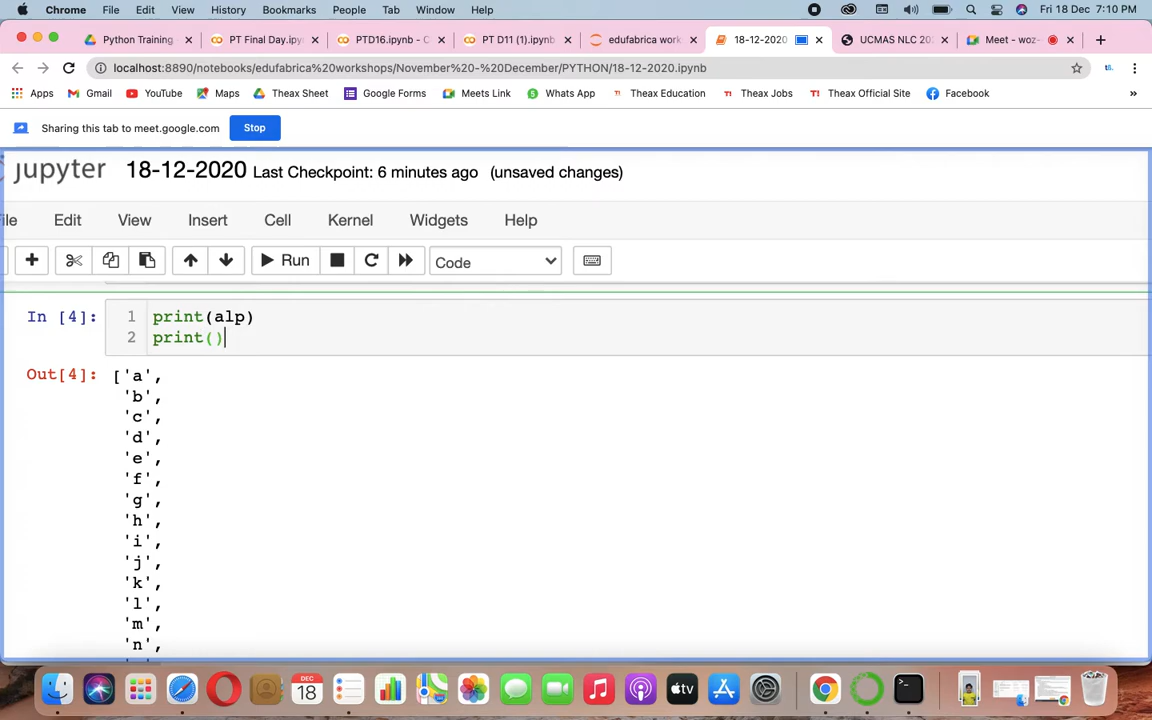 Chrome File Edit View History Bookmarks People Tab Window Help Fri 18 Dec 7:10 PM
Python Training PT Final Day.ipyn PTD16.ipynb - C PT D11 (1).ipynb edufabrica work 18-12-2020 UCMAS NLC 20 Meet - woz-
localhost:8890/notebooks/edufabrica%20workshops/November%20-%20December/PYTHON/18-12-2020.ipynb
Apps Gmail YouTube Maps Theax Sheet Google Forms Meets Link Whats App Theax Education Theax Jobs Theax Official Site Facebook »
Sharing this tab to meet.google.com Stop
jupyter 18-12-2020 Last Checkpoint: 6 minutes ago (unsaved changes)
ile Edit View Insert Cell Kernel Widgets Help
Run Code
In [4]: 1 print(alp)
2 print()
Out[4]: ['a',
'b',
'c',
'd',
'e',
'f',
'g',
'h',
'i',
'j',
'k',
'l',
'm',
'n',
DEC
18
tv